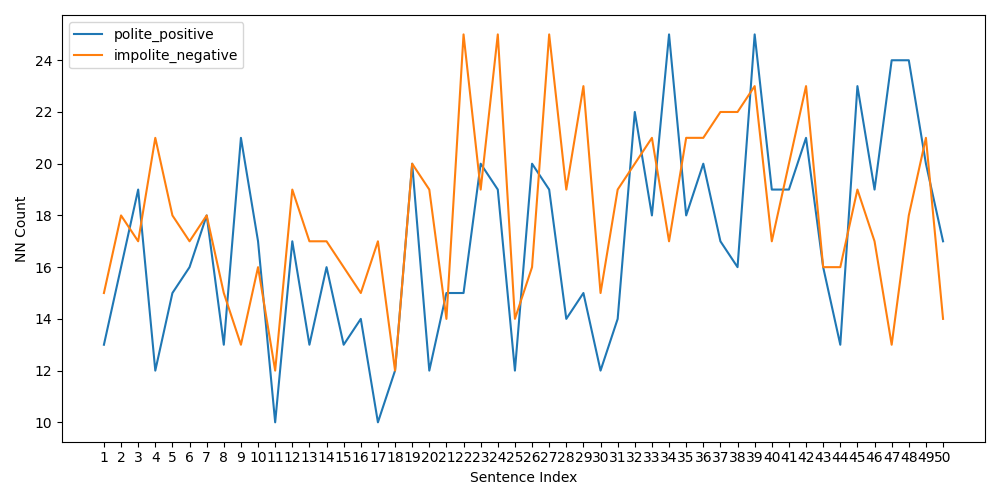 polite_positive
impolite_negative
24
22
20
18
16
14
12
10
NN Count
1 2 3 4 5 6 7 8 9 10 11 12 13 14 15 16 17 18 19 20 21 22 23 24 25 26 27 28 29 30 31 32 33 34 35 36 37 38 39 40 41 42 43 44 45 46 47 48 49 50
Sentence Index